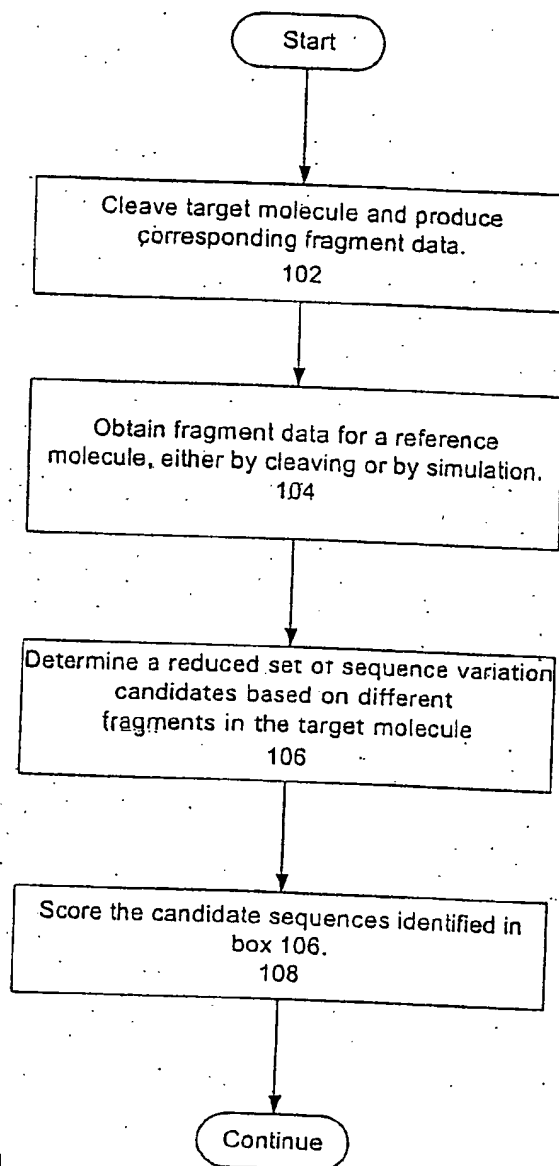 Start
Cleave target molecule and produce
corresponding fragment data.
102
Obtain fragment data for a reference
molecule, either by cleaving or by simulation.
104
Determine a reduced set of sequence variation
candidates based on different
fragments in the target molecule
106
Score the candidate sequences identified in
box 106.
108
Continue